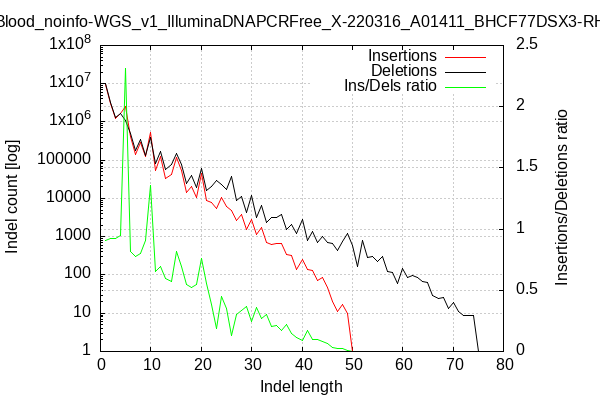 Blood_noinfo-WGS_v1_IlluminaDNAPCRFree_X-220316_A01411_BHCF77DSX3-RH
Insertions
Deletions
Ins/Dels ratio
1x10^8
1x10^7
1x10^6
100000
10000
1000
100
10
1
2.5
2
1.5
1
0.5
0
0 10 20 30 40 50 60 70 80
Indel length
Indel count [log]
Insertions/Deletions ratio